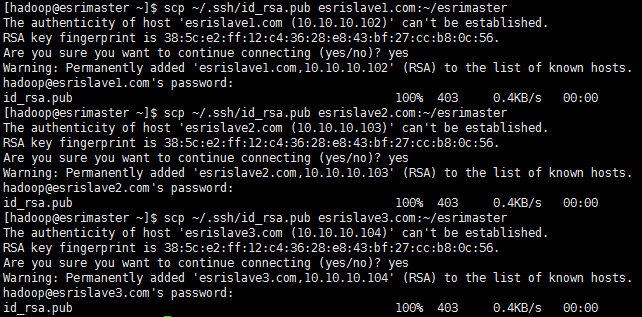 [hadoop@esrimaster ~]$ scp ~/.ssh/id_rsa.pub esrislave1.com:~/esrimaster
The authenticity of host 'esrislave1.com (10.10.10.102)' can't be established.
RSA key fingerprint is 38:5c:e2:ff:12:c4:36:28:e8:43:bf:27:cc:b8:0c:56.
Are you sure you want to continue connecting (yes/no)? yes
Warning: Permanently added 'esrislave1.com,10.10.10.102' (RSA) to the list of known hosts.
hadoop@esrislave1.com's password:
id_rsa.pub 100% 403 0.4KB/s 00:00
[hadoop@esrimaster ~]$ scp ~/.ssh/id_rsa.pub esrislave2.com:~/esrimaster
The authenticity of host 'esrislave2.com (10.10.10.103)' can't be established.
RSA key fingerprint is 38:5c:e2:ff:12:c4:36:28:e8:43:bf:27:cc:b8:0c:56.
Are you sure you want to continue connecting (yes/no)? yes
Warning: Permanently added 'esrislave2.com,10.10.10.103' (RSA) to the list of known hosts.
hadoop@esrislave2.com's password:
id_rsa.pub 100% 403 0.4KB/s 00:00
[hadoop@esrimaster ~]$ scp ~/.ssh/id_rsa.pub esrislave3.com:~/esrimaster
The authenticity of host 'esrislave3.com (10.10.10.104)' can't be established.
RSA key fingerprint is 38:5c:e2:ff:12:c4:36:28:e8:43:bf:27:cc:b8:0c:56.
Are you sure you want to continue connecting (yes/no)? yes
Warning: Permanently added 'esrislave3.com,10.10.10.104' (RSA) to the list of known hosts.
hadoop@esrislave3.com's password:
id_rsa.pub 100% 403 0.4KB/s 00:00